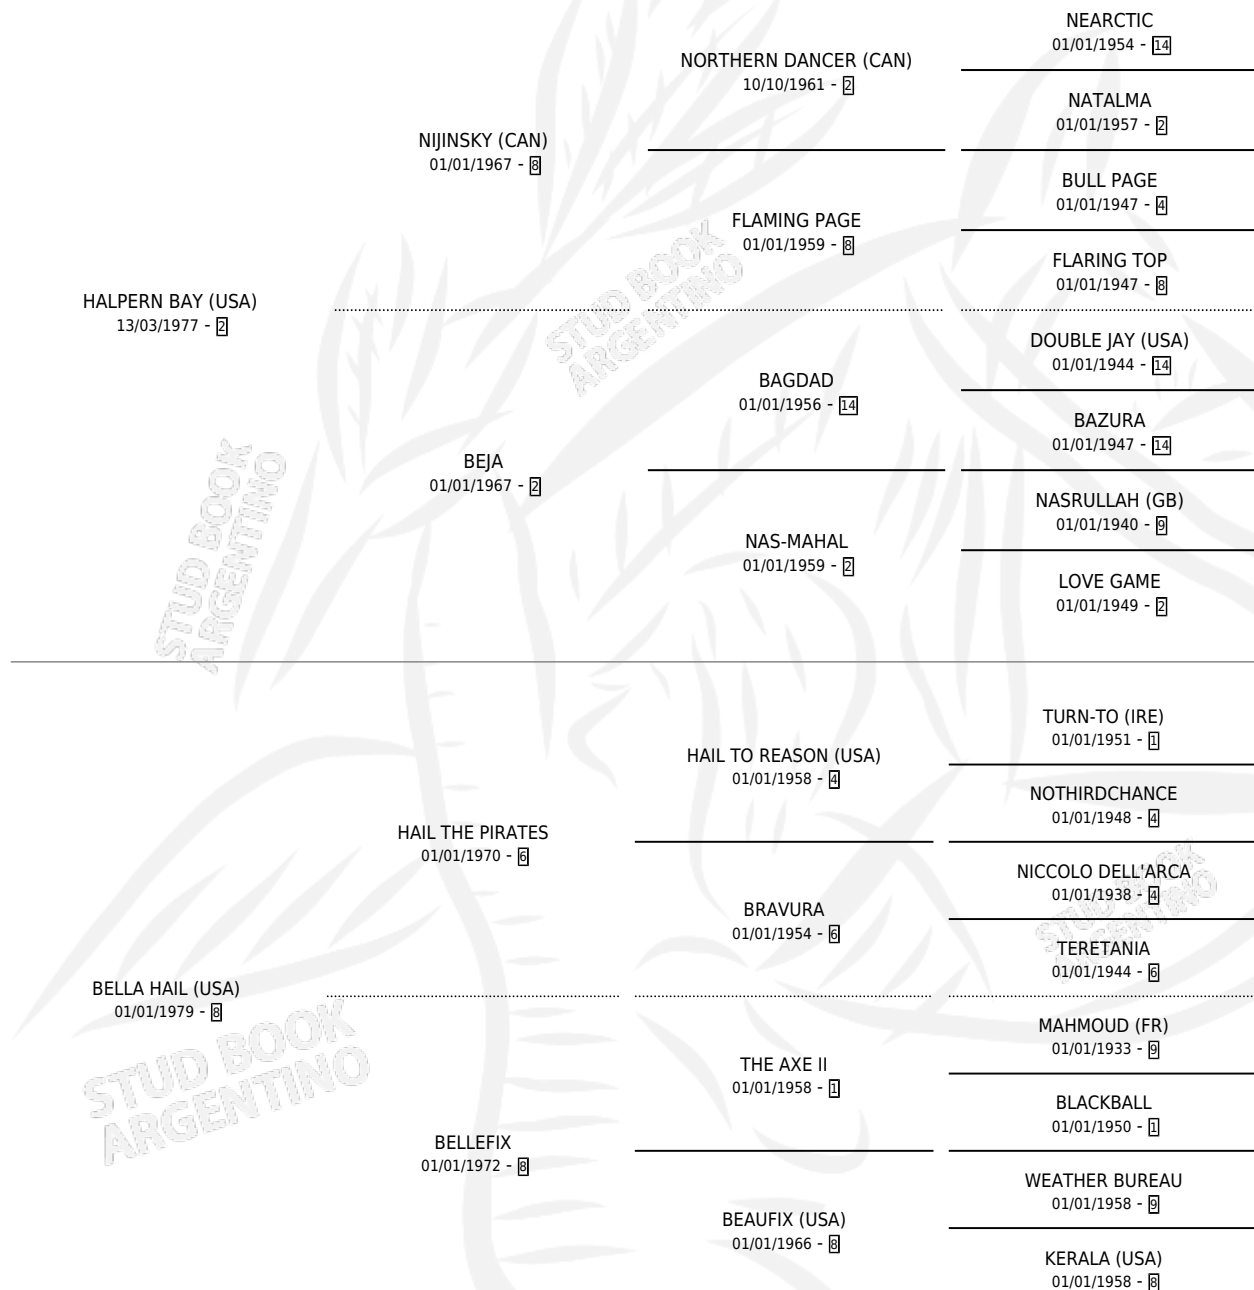 NEARCTIC
01/01/1954 - 14
NORTHERN DANCER (CAN)
10/10/1961 - 2
NATALMA
01/01/1957 - 2
NIJINSKY (CAN)
01/01/1967 - 8
BULL PAGE
01/01/1947 - 4
FLAMING PAGE
01/01/1959 - 8
FLARING TOP
01/01/1947 - 8
HALPERN BAY (USA)
13/03/1977 - 2
STUD BOOK
ARGENTINO
DOUBLE JAY (USA)
01/01/1944 - 14
BAGDAD
01/01/1956 - 14
BAZURA
01/01/1947 - 14
BEJA
01/01/1967 - 2
NASRULLAH (GB)
01/01/1940 - 9
NAS-MAHAL
01/01/1959 - 2
LOVE GAME
01/01/1949 - 2
STUD BOOK
ARGENTINO
TURN-TO (IRE)
01/01/1951 - 1
HAIL TO REASON (USA)
01/01/1958 - 4
NOTHIRDCHANCE
01/01/1948 - 4
HAIL THE PIRATES
01/01/1970 - 6
NICCOLO DELL'ARCA
01/01/1938 - 4
BRAVURA
01/01/1954 - 6
STUD BOOK
ARGENTINO
TERETANIA
01/01/1944 - 6
BELLA HAIL (USA)
01/01/1979 - 8
STUD BOOK
ARGENTINO
MAHMOUD (FR)
01/01/1933 - 9
THE AXE II
01/01/1958 - 1
BLACKBALL
01/01/1950 - 1
BELLEFIX
01/01/1972 - 8
WEATHER BUREAU
01/01/1958 - 9
BEAUFIX (USA)
01/01/1966 - 8
KERALA (USA)
01/01/1958 - 8